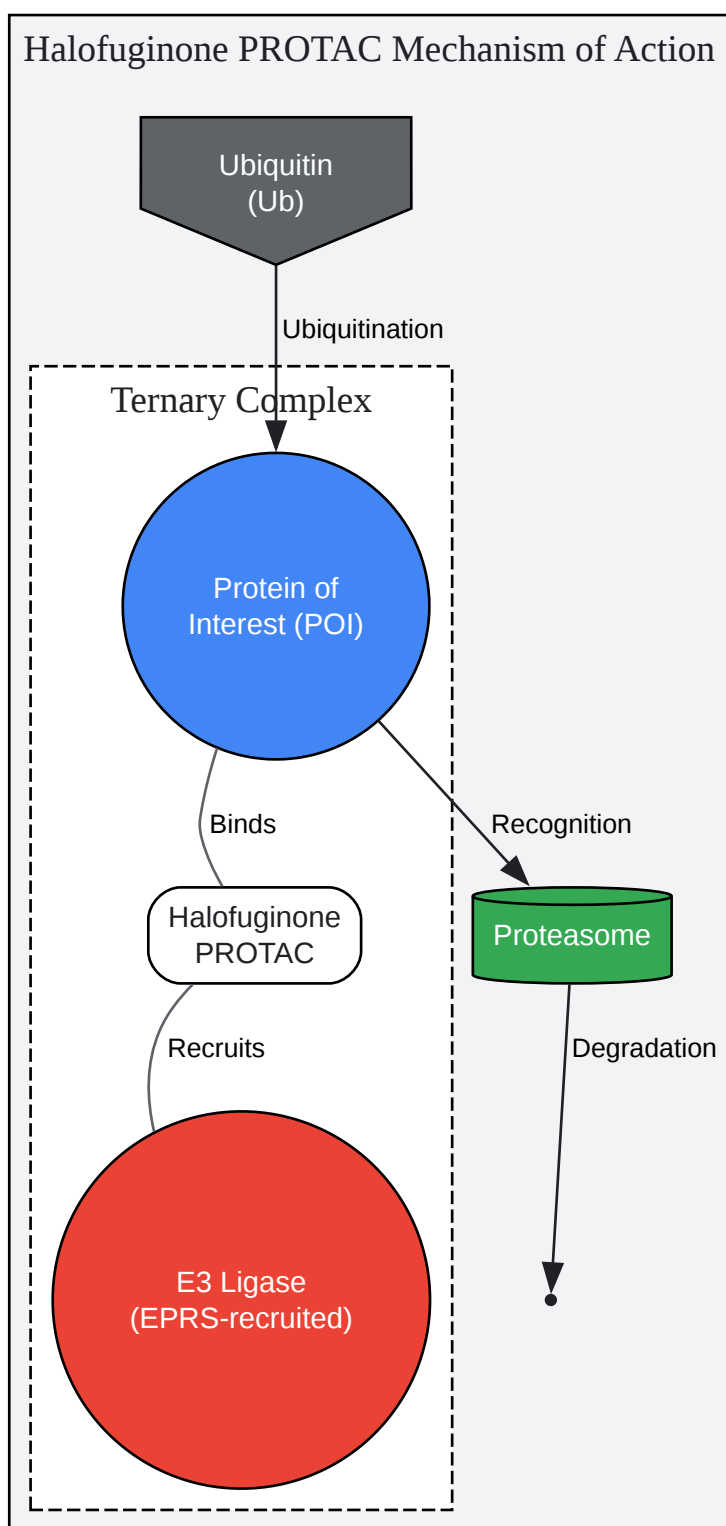 Halofuginone PROTAC Mechanism of Action
Ubiquitin
(Ub)
Ubiquitination
Ternary Complex
Protein of
Interest (POI)
Binds
Recognition
Halofuginone
PROTAC
Proteasome
Recruits
Degradation
E3 Ligase
(EPRS-recruited)